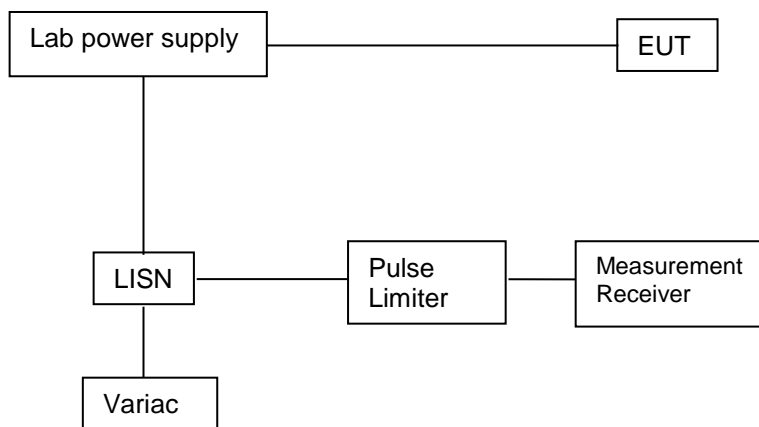 Lab power supply
EUT
LISN
Pulse
Limiter
Measurement
Receiver
Variac